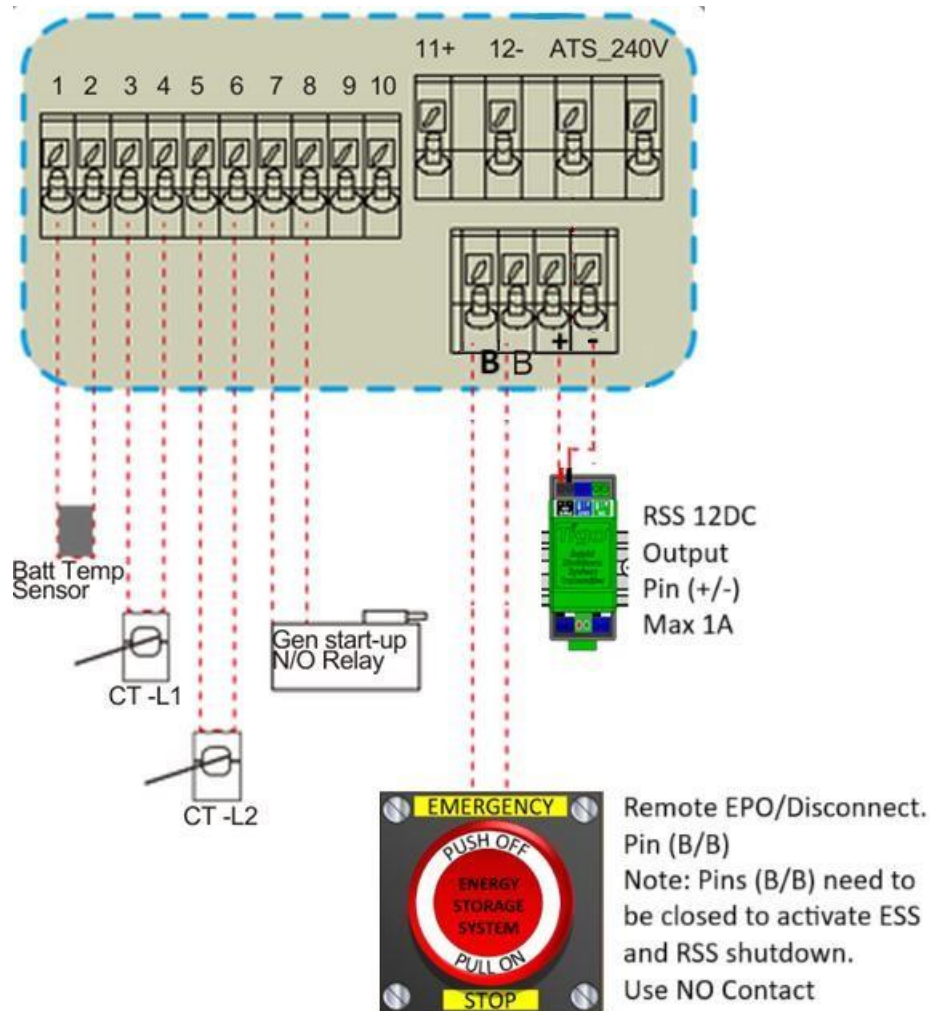 11+ 12- ATS_240V
1 2 3 4 5 6 7 8 9 10
B B + -
Batt Temp
Sensor
CT -L1
Gen start-up
N/O Relay
CT -L2
RSS 12DC
Output
Pin (+/-)
Max 1A
EMERGENCY
PUSH OFF
ENERGY
STORAGE
SYSTEM
PULL ON
STOP
Remote EPO/Disconnect.
Pin (B/B)
Note: Pins (B/B) need to
be closed to activate ESS
and RSS shutdown.
Use NO Contact